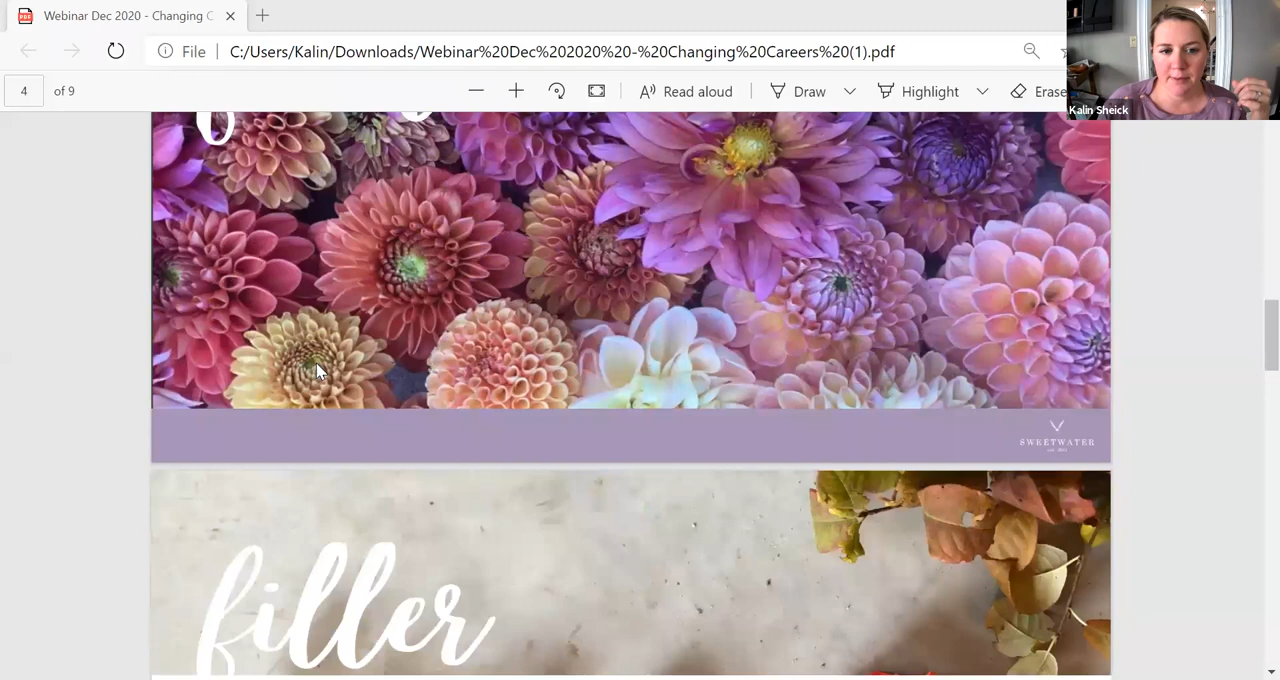 Webinar Dec 2020 - Changing C
File
C:/Users/Kalin/Downloads/Webinar%20Dec%202020%20-%20Changing%20Careers%20(1).pdf
4 of 9
Read aloud
Draw
Highlight
Erase
Kalin Sheick
SWEETWATER
filler